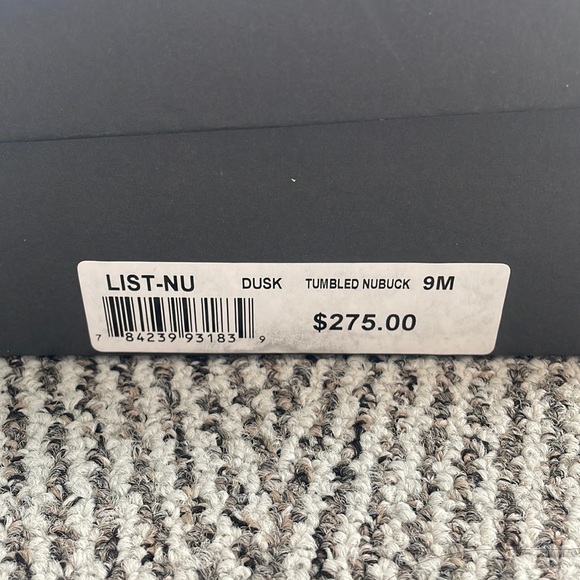 LIST-NU DUSK TUMBLED NUBUCK 9M
$275.00
7 84239 93183 9